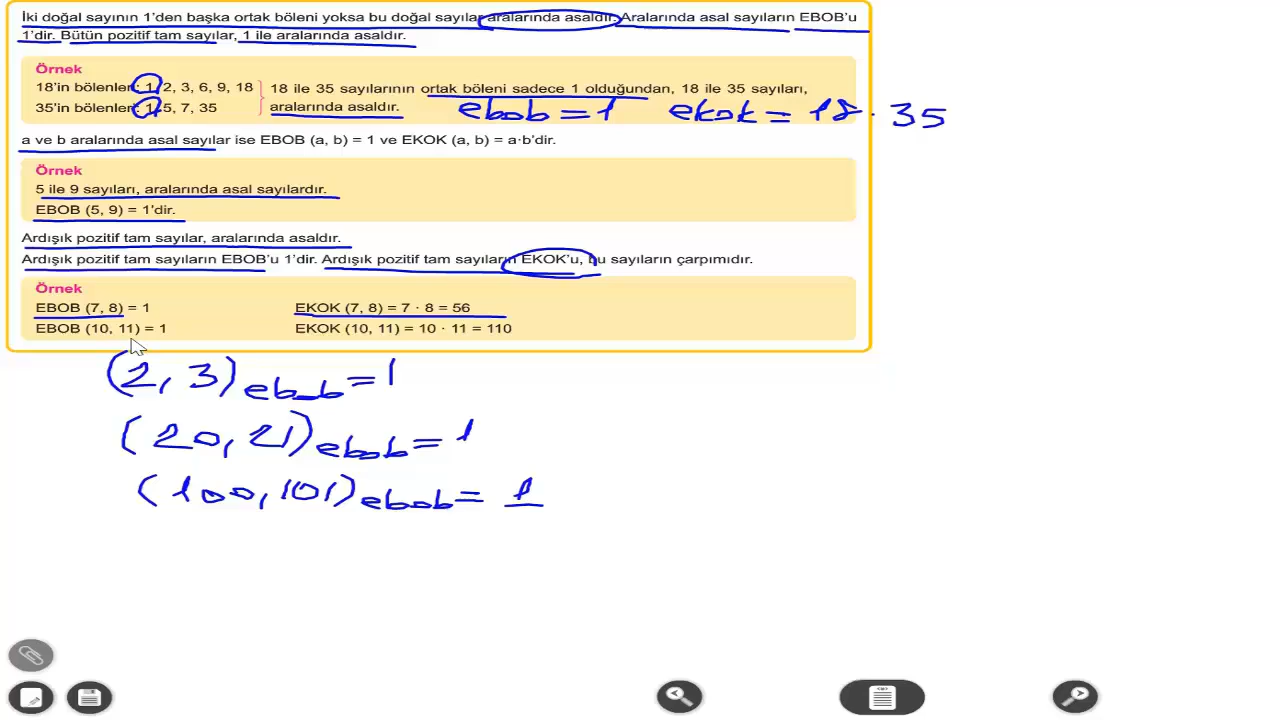 İki doğal sayının 1'den başka ortak böleni yoksa bu doğal sayılar aralarında asaldır. Aralarında asal sayıların EBOB'u
1'dir. Bütün pozitif tam sayılar, 1 ile aralarında asaldır.
Örnek
18'in bölenleri: 1, 2, 3, 6, 9, 18
35'in bölenleri: 1, 5, 7, 35
18 ile 35 sayılarının ortak böleni sadece 1 olduğundan, 18 ile 35 sayıları,
aralarında asaldır.
ebob = 1 ekok = 18 · 35
a ve b aralarında asal sayılar ise EBOB (a, b) = 1 ve EKOK (a, b) = a·b'dir.
Örnek
5 ile 9 sayıları, aralarında asal sayılardır.
EBOB (5, 9) = 1'dir.
Ardışık pozitif tam sayılar, aralarında asaldır.
Ardışık pozitif tam sayıların EBOB'u 1'dir. Ardışık pozitif tam sayıların EKOK'u, bu sayıların çarpımıdır.
Örnek
EBOB (7, 8) = 1 EKOK (7, 8) = 7 · 8 = 56
EBOB (10, 11) = 1 EKOK (10, 11) = 10 · 11 = 110
(2, 3) ebob = 1
(20, 21) ebob = 1
(100, 101) ebob = 1